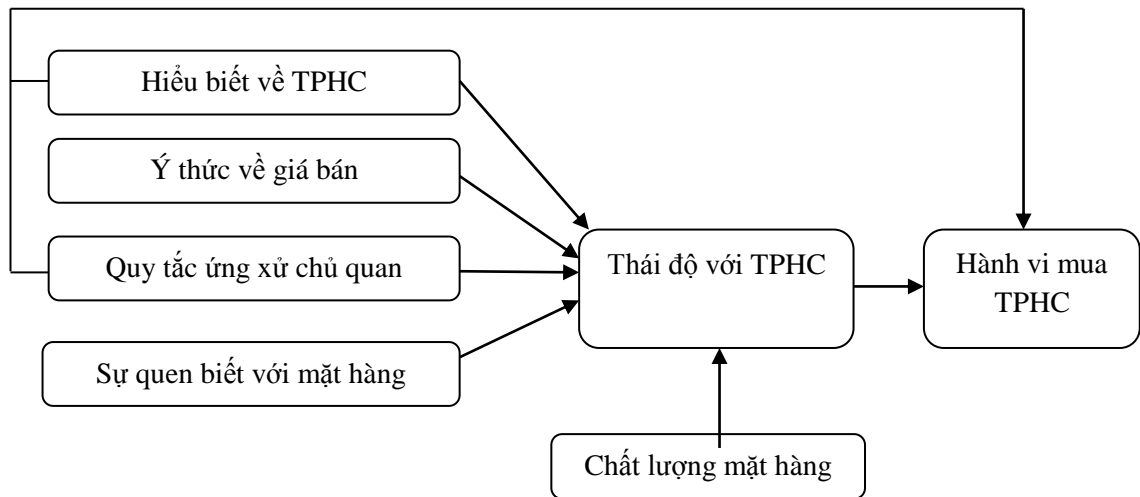 Hiểu biết về TPHC
Ý thức về giá bán
Quy tắc ứng xử chủ quan
Sự quen biết với mặt hàng
Thái độ với TPHC
Hành vi mua
TPHC
Chất lượng mặt hàng